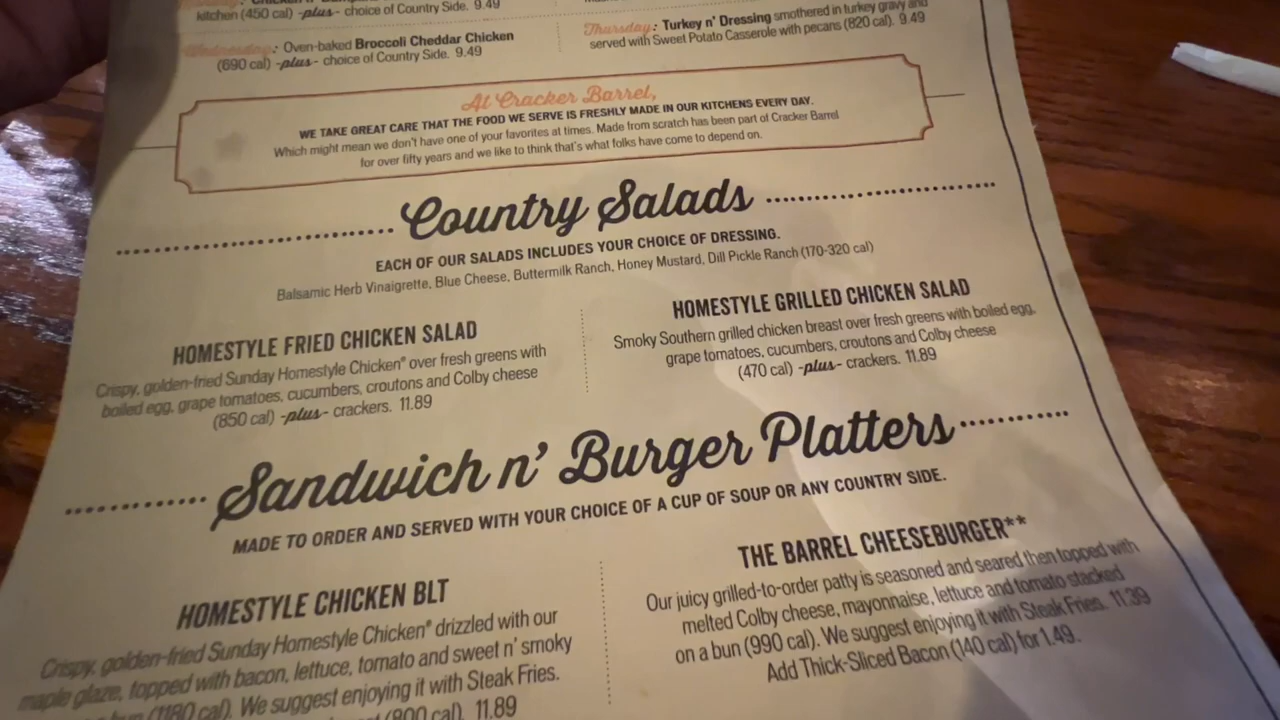 kitchen (450 cal) -plus- choice of Country Side. 9.49
Wednesday: Oven-baked Broccoli Cheddar Chicken
(690 cal) -plus- choice of Country Side. 9.49
Thursday: Turkey n' Dressing smothered in turkey gravy and
served with Sweet Potato Casserole with pecans (820 cal). 9.49
At Cracker Barrel,
WE TAKE GREAT CARE THAT THE FOOD WE SERVE IS FRESHLY MADE IN OUR KITCHENS EVERY DAY.
Which might mean we don't have one of your favorites at times. Made from scratch has been part of Cracker Barrel
for over fifty years and we like to think that's what folks have come to depend on.
Country Salads
EACH OF OUR SALADS INCLUDES YOUR CHOICE OF DRESSING.
Balsamic Herb Vinaigrette, Blue Cheese, Buttermilk Ranch, Honey Mustard, Dill Pickle Ranch (170-320 cal)
HOMESTYLE FRIED CHICKEN SALAD
Crispy, golden-fried Sunday Homestyle Chicken® over fresh greens with
boiled egg, grape tomatoes, cucumbers, croutons and Colby cheese
(850 cal) -plus- crackers. 11.89
HOMESTYLE GRILLED CHICKEN SALAD
Smoky Southern grilled chicken breast over fresh greens with boiled egg,
grape tomatoes, cucumbers, croutons and Colby cheese
(470 cal) -plus- crackers. 11.89
Sandwich n' Burger Platters
MADE TO ORDER AND SERVED WITH YOUR CHOICE OF A CUP OF SOUP OR ANY COUNTRY SIDE.
HOMESTYLE CHICKEN BLT
Crispy, golden-fried Sunday Homestyle Chicken® drizzled with our
maple glaze, topped with bacon, lettuce, tomato and sweet n' smoky
bun (1180 cal). We suggest enjoying it with Steak Fries.
(800 cal). 11.89
THE BARREL CHEESEBURGER**
Our juicy grilled-to-order patty is seasoned and seared then topped with
melted Colby cheese, mayonnaise, lettuce and tomato stacked
on a bun (990 cal). We suggest enjoying it with Steak Fries. 11.39
Add Thick-Sliced Bacon (140 cal) for 1.49.